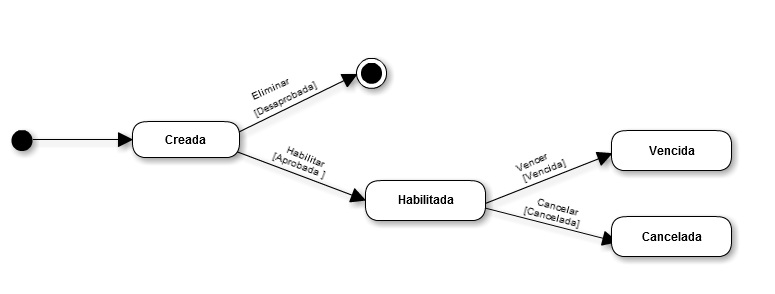 Eliminar
[Desaprobada]
Creada
Habilitar
[Aprobada ]
Habilitada
Vencer
[Vencida]
Vencida
Cancelar
[Cancelada]
Cancelada